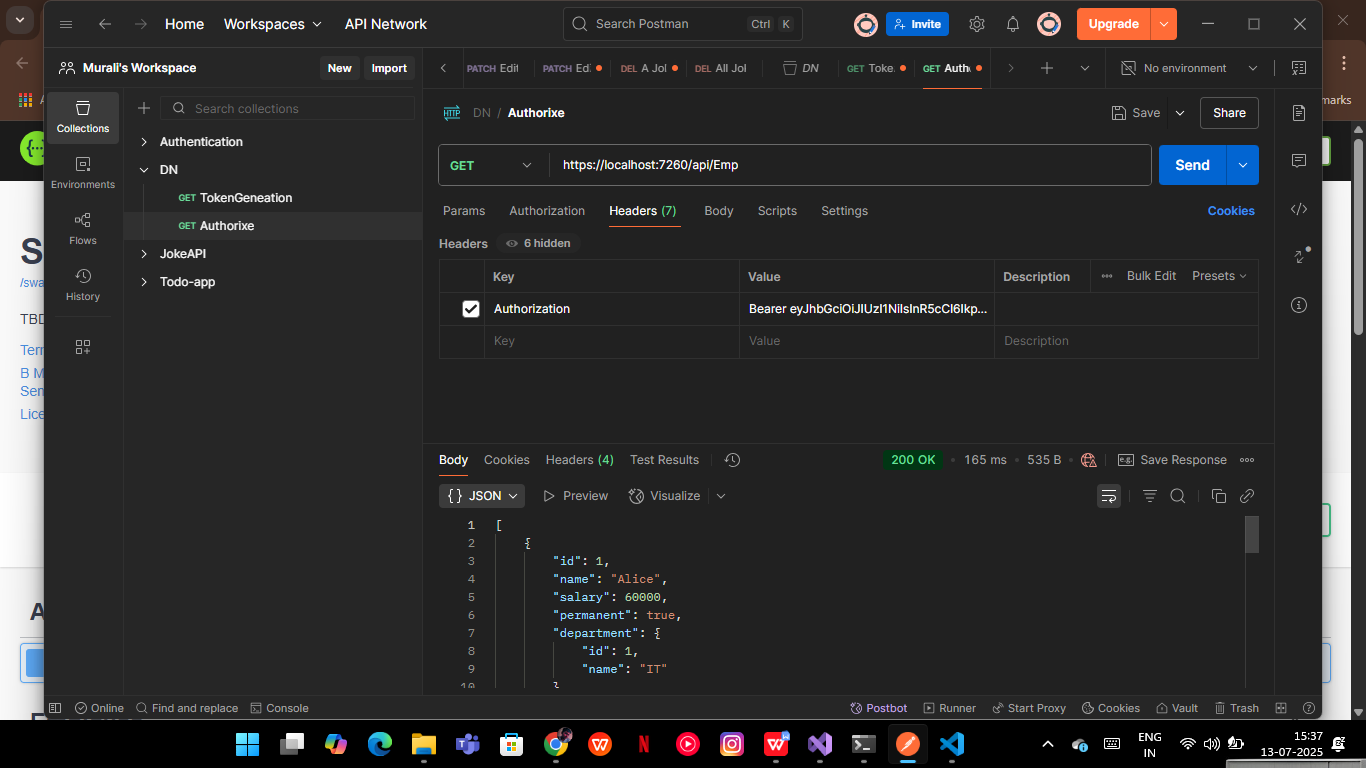 Home
Workspaces
API Network
Search Postman
Ctrl K
Invite
Upgrade
Murali's Workspace
New
Import
PATCH Edit
PATCH Ed
DEL A Jol
DEL All Jol
DN
GET Toke
GET Auth
No environment
marks
Collections
Environments
Flows
History
Search collections
Authentication
DN
GET TokenGeneation
GET Authorixe
JokeAPI
Todo-app
HTTP
DN / Authorixe
Save
Share
GET
https://localhost:7260/api/Emp
Send
Params
Authorization
Headers (7)
Body
Scripts
Settings
Cookies
Headers
6 hidden
Key
Value
Description
Bulk Edit
Presets
Authorization
Bearer eyJhbGciOiJIUzI1NiIsInR5cCI6Ikp...
Key
Value
Description
S
/swa
TBD
Terr
B M
Sen
Lice
A
Body
Cookies
Headers (4)
Test Results
200 OK
165 ms
535 B
e.g.
Save Response
{} JSON
Preview
Visualize
1 [
2 {
3 "id": 1,
4 "name": "Alice",
5 "salary": 60000,
6 "permanent": true,
7 "department": {
8 "id": 1,
9 "name": "IT"
10 }
Online
Find and replace
Console
Postbot
Runner
Start Proxy
Cookies
Vault
Trash
ENG
IN
15:37
13-07-2025